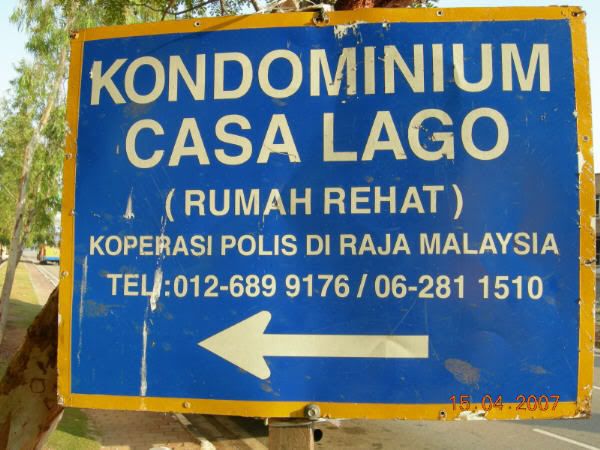 KONDOMINIUM
CASA LAGO
( RUMAH REHAT )
KOPERASI POLIS DI RAJA MALAYSIA
TEL :012-689 9176 / 06-281 1510
15.04.2007